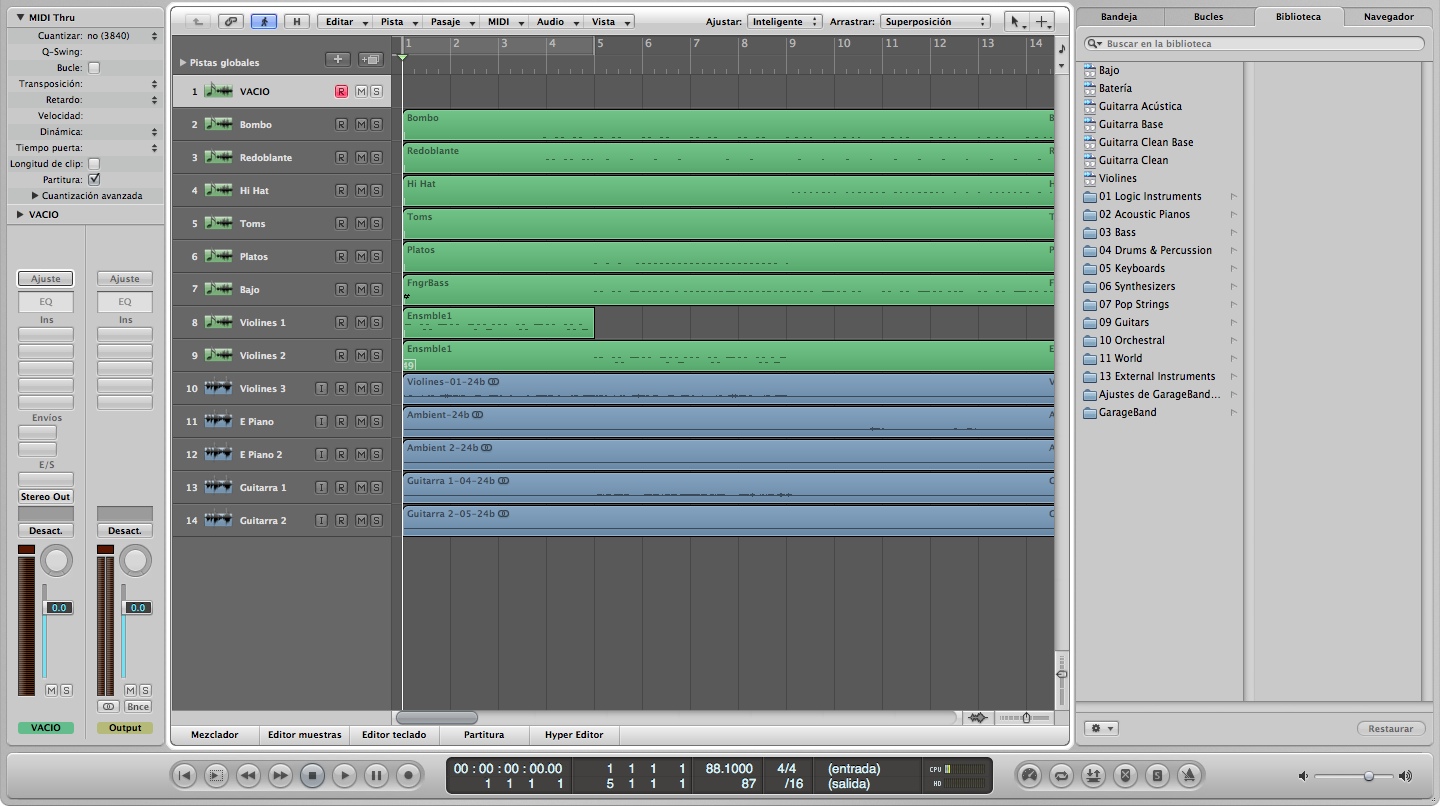 MIDI Thru
Cuantizar: no (3840)
Q-Swing:
Bucle:
Transposición:
Retardo:
Velocidad:
Dinámica:
Tiempo puerta:
Longitud de clip:
Partitura:
Cuantización avanzada
VACIO
Ajuste Ajuste
EQ EQ
Ins Ins
Envíos
E/S
Stereo Out
Desact. Desact.
0.0 0.0
M S M S
Bnce
VACIO Output
H Editar Pista Pasaje MIDI Audio Vista Ajustar: Inteligente Arrastrar: Superposición
1 2 3 4 5 6 7 8 9 10 11 12 13 14
Pistas globales
1 VACIO R M S
2 Bombo R M S Bombo B
3 Redoblante R M S Redoblante R
4 Hi Hat R M S Hi Hat H
5 Toms R M S Toms T
6 Platos R M S Platos P
7 Bajo R M S FngrBass F
8 Violines 1 R M S Ensmble1
9 Violines 2 R M S Ensmble1 E
49
10 Violines 3 I R M S Violines-01-24b V
11 E Piano I R M S Ambient-24b A
12 E Piano 2 I R M S Ambient 2-24b A
13 Guitarra 1 I R M S Guitarra 1-04-24b
14 Guitarra 2 I R M S Guitarra 2-05-24b
Mezclador Editor muestras Editor teclado Partitura Hyper Editor
Bandeja Bucles Biblioteca Navegador
Buscar en la biblioteca
Bajo
Batería
Guitarra Acústica
Guitarra Base
Guitarra Clean Base
Guitarra Clean
Violines
01 Logic Instruments
02 Acoustic Pianos
03 Bass
04 Drums & Percussion
05 Keyboards
06 Synthesizers
07 Pop Strings
09 Guitars
10 Orchestral
11 World
13 External Instruments
Ajustes de GarageBand...
GarageBand
Restaurar
00 : 00 : 00 : 00.00 1 1 1 1 88.1000 4/4 (entrada) CPU
1 1 1 1 5 1 1 1 87 /16 (salida) HD
S